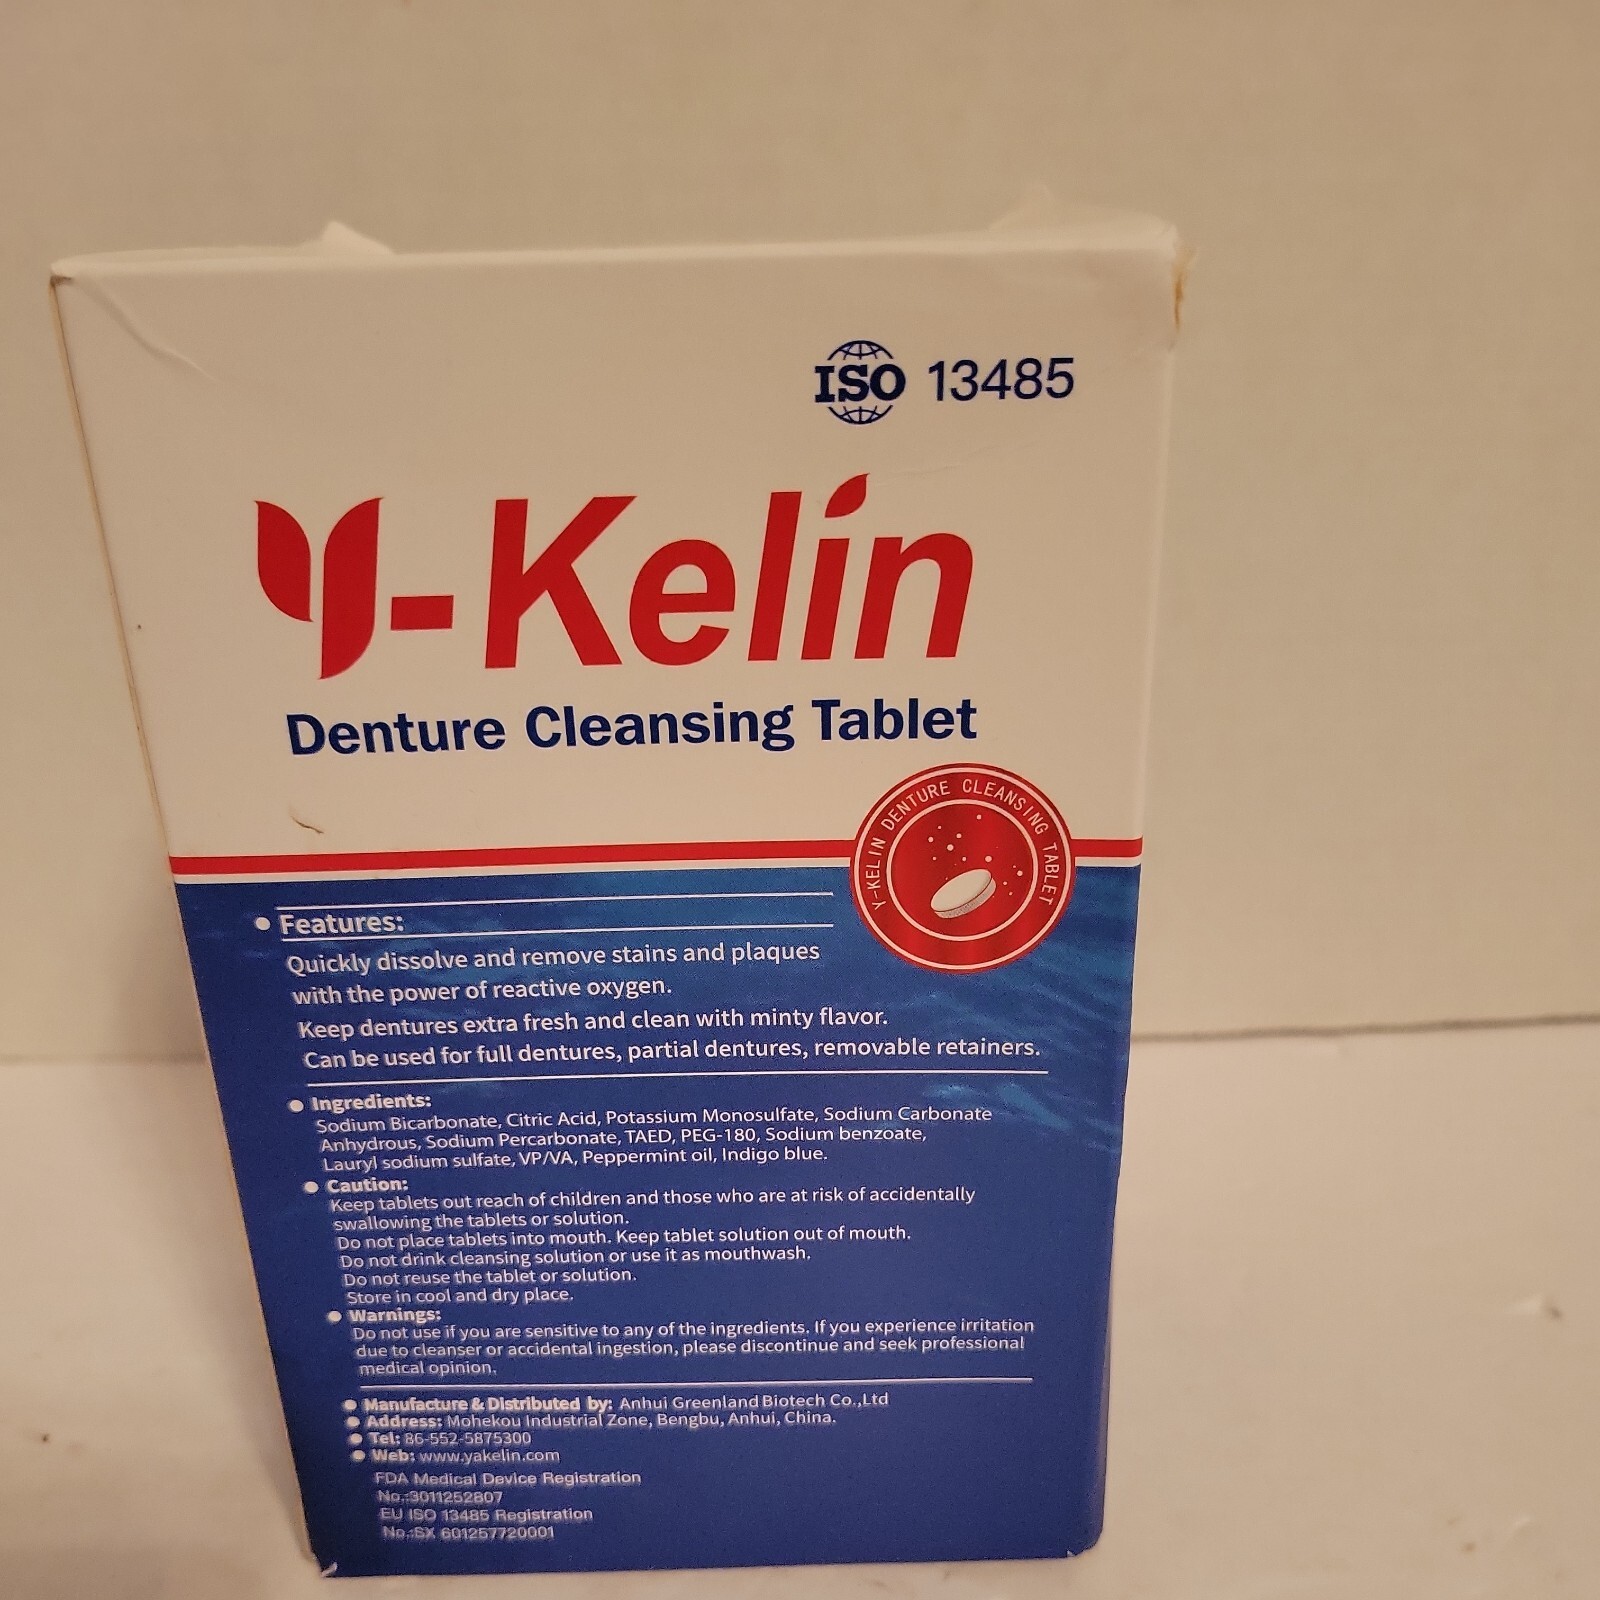 ISO 13485
Y-Kelin
Denture Cleansing Tablet
Y-KELIN DENTURE CLEANSING TABLET
Features:
Quickly dissolve and remove stains and plaques
with the power of reactive oxygen.
Keep dentures extra fresh and clean with minty flavor.
Can be used for full dentures, partial dentures, removable retainers.
Ingredients:
Sodium Bicarbonate, Citric Acid, Potassium Monosulfate, Sodium Carbonate
Anhydrous, Sodium Percarbonate, TAED, PEG-180, Sodium benzoate,
Lauryl sodium sulfate, VP/VA, Peppermint oil, Indigo blue.
Caution:
Keep tablets out reach of children and those who are at risk of accidentally
swallowing the tablets or solution.
Do not place tablets into mouth. Keep tablet solution out of mouth.
Do not drink cleansing solution or use it as mouthwash.
Do not reuse the tablet or solution.
Store in cool and dry place.
Warnings:
Do not use if you are sensitive to any of the ingredients. If you experience irritation
due to cleanser or accidental ingestion, please discontinue and seek professional
medical opinion.
Manufacture & Distributed by: Anhui Greenland Biotech Co.,Ltd
Address: Mohekou Industrial Zone, Bengbu, Anhui, China.
Tel: 86-552-5875300
Web: www.yakelin.com
FDA Medical Device Registration
No.:3011252807
EU ISO 13485 Registration
No.:SX 601257720001